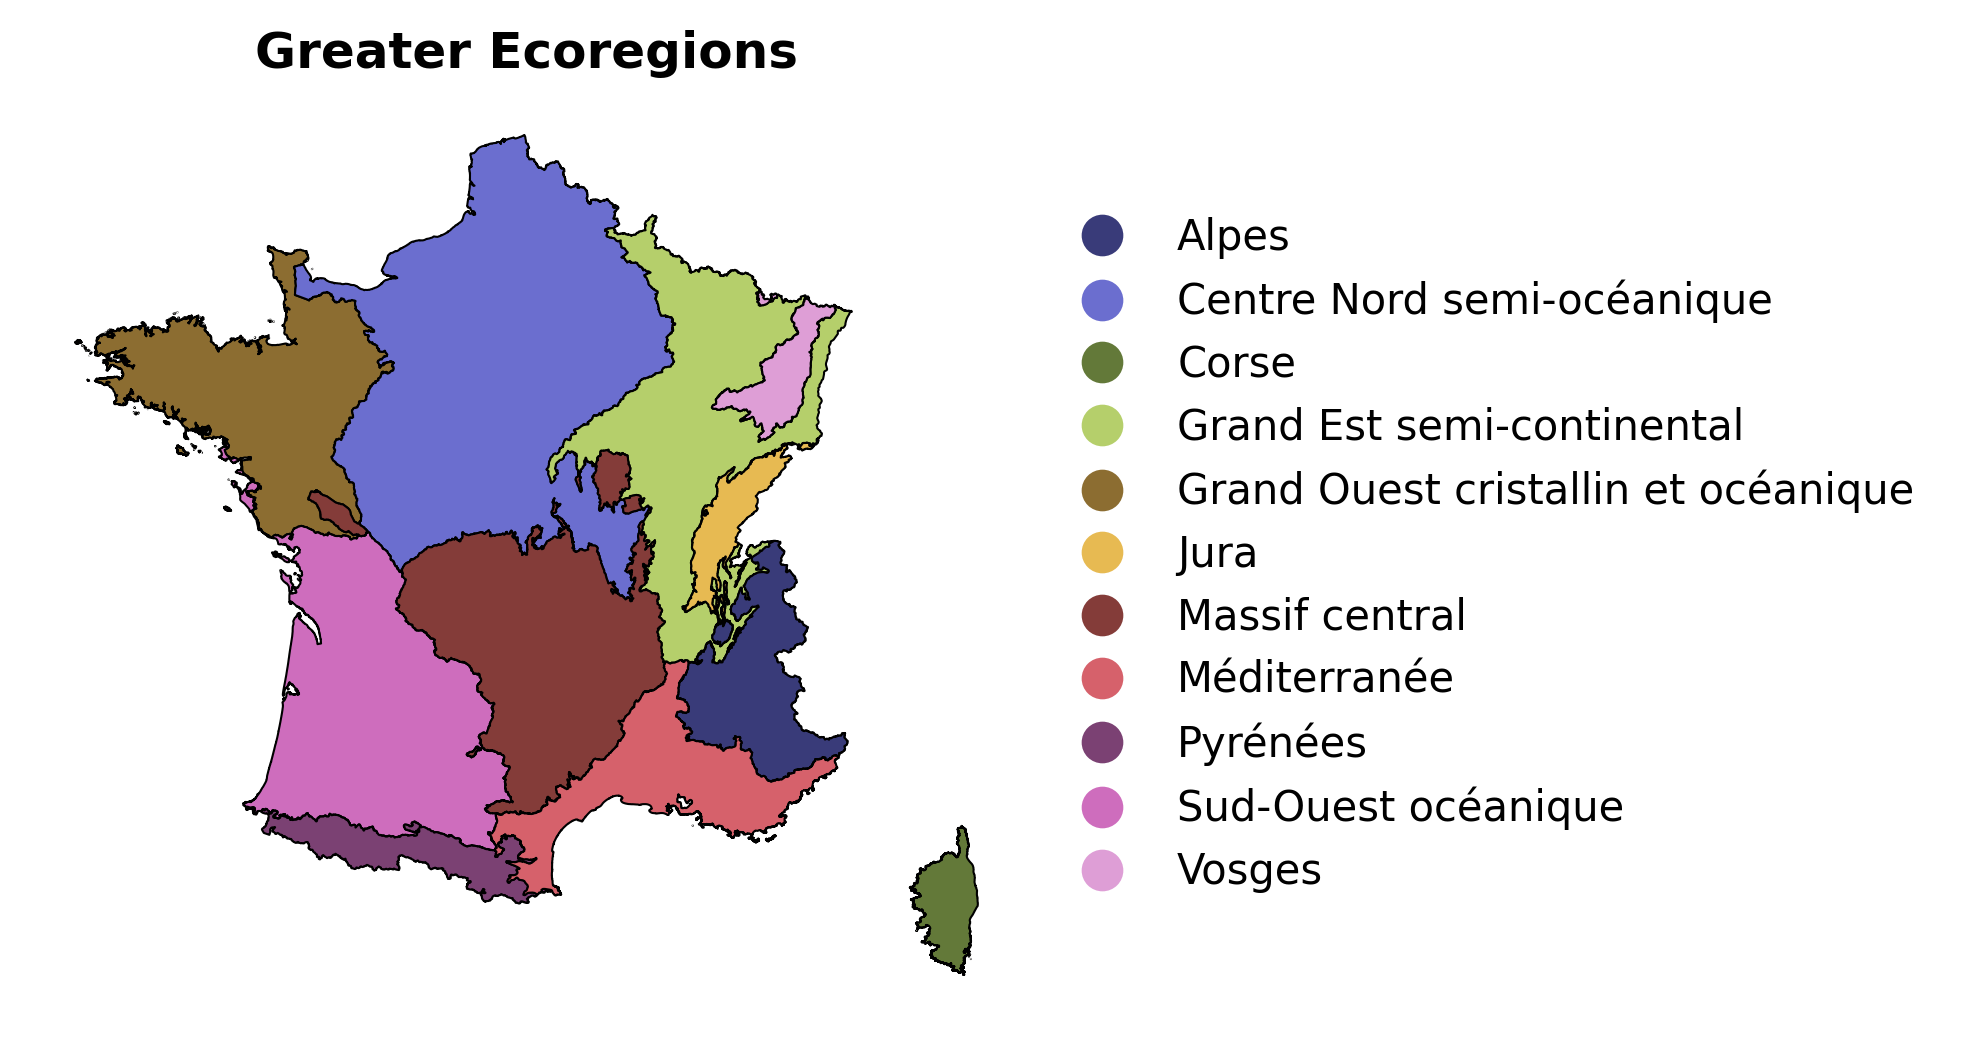 Greater Ecoregions
Alpes
Centre Nord semi-océanique
Corse
Grand Est semi-continental
Grand Ouest cristallin et océanique
Jura
Massif central
Méditerranée
Pyrénées
Sud-Ouest océanique
Vosges